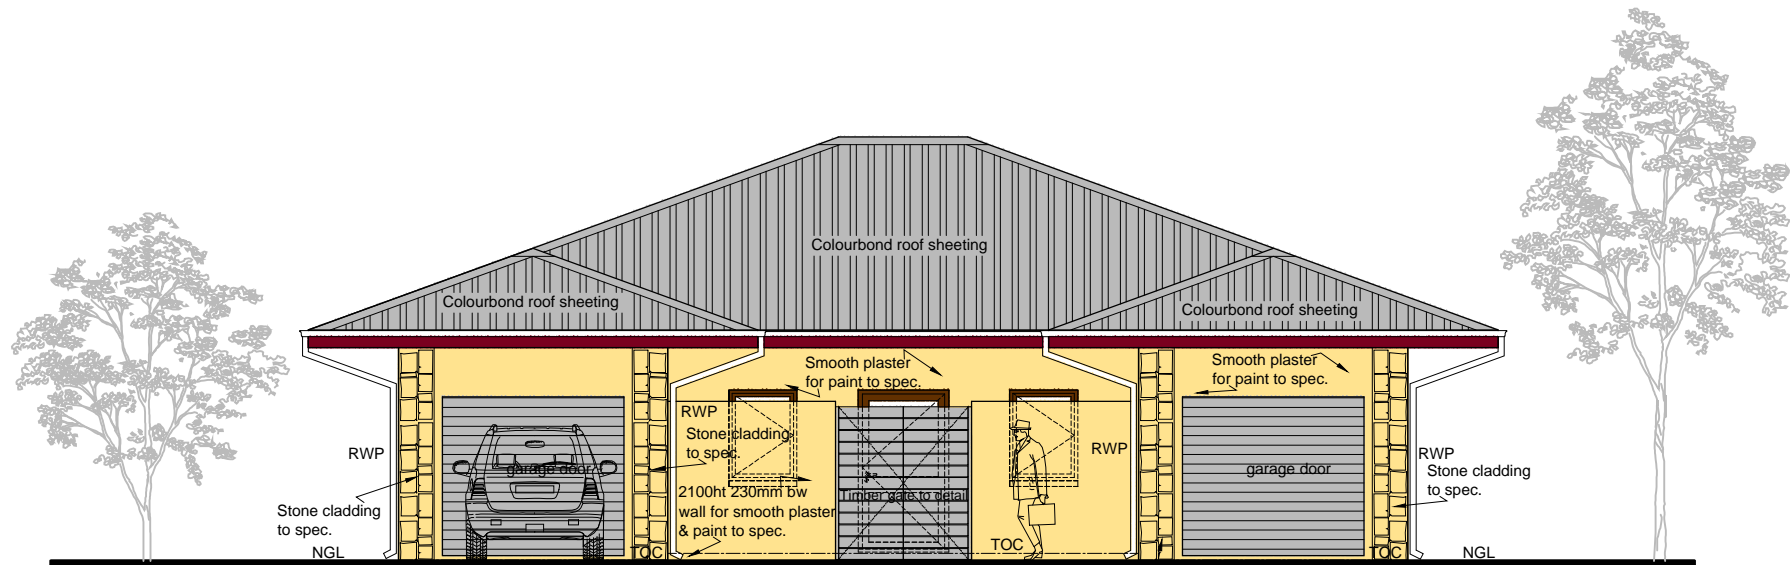 Colourbond roof sheeting
Colourbond roof sheeting
Colourbond roof sheeting
Smooth plaster
for paint to spec.
Smooth plaster
for paint to spec.
RWP
Stone cladding
to spec.
RWP
RWP
RWP
garage door
garage door
Stone cladding
to spec.
2100ht 230mm bw
wall for smooth plaster
& paint to spec.
Timber gate to detail
Stone cladding
to spec.
NGL
TOC
TOC
TOC
NGL